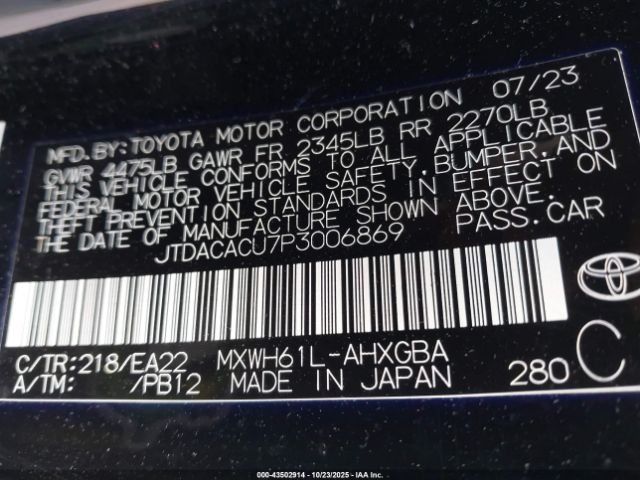 MFD. BY: TOYOTA MOTOR CORPORATION 07/23
GVWR 4475LB GAWR FR 2345LB RR 2270LB
THIS VEHICLE CONFORMS TO ALL APPLICABLE
FEDERAL MOTOR VEHICLE SAFETY, BUMPER, AND
THEFT PREVENTION STANDARDS IN EFFECT ON
THE DATE OF MANUFACTURE SHOWN ABOVE.
JTDACACU7P3006869 PASS. CAR
C/TR: 218/EA22 MXWH61L-AHXGBA
A/TM: /PB12 MADE IN JAPAN 280 C
000-43502914 - 10/23/2025 - IAA, Inc.